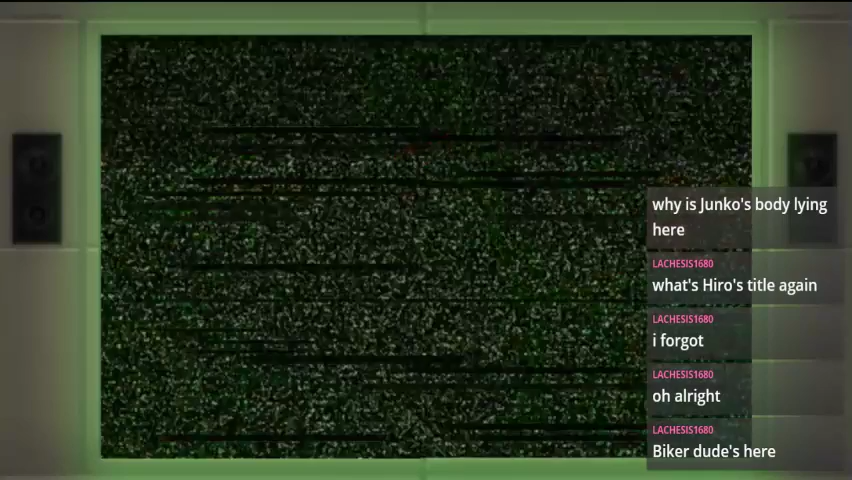 why is Junko's body lying
here
LACHESIS1680
what's Hiro's title again
LACHESIS1680
i forgot
LACHESIS1680
oh alright
LACHESIS1680
Biker dude's here